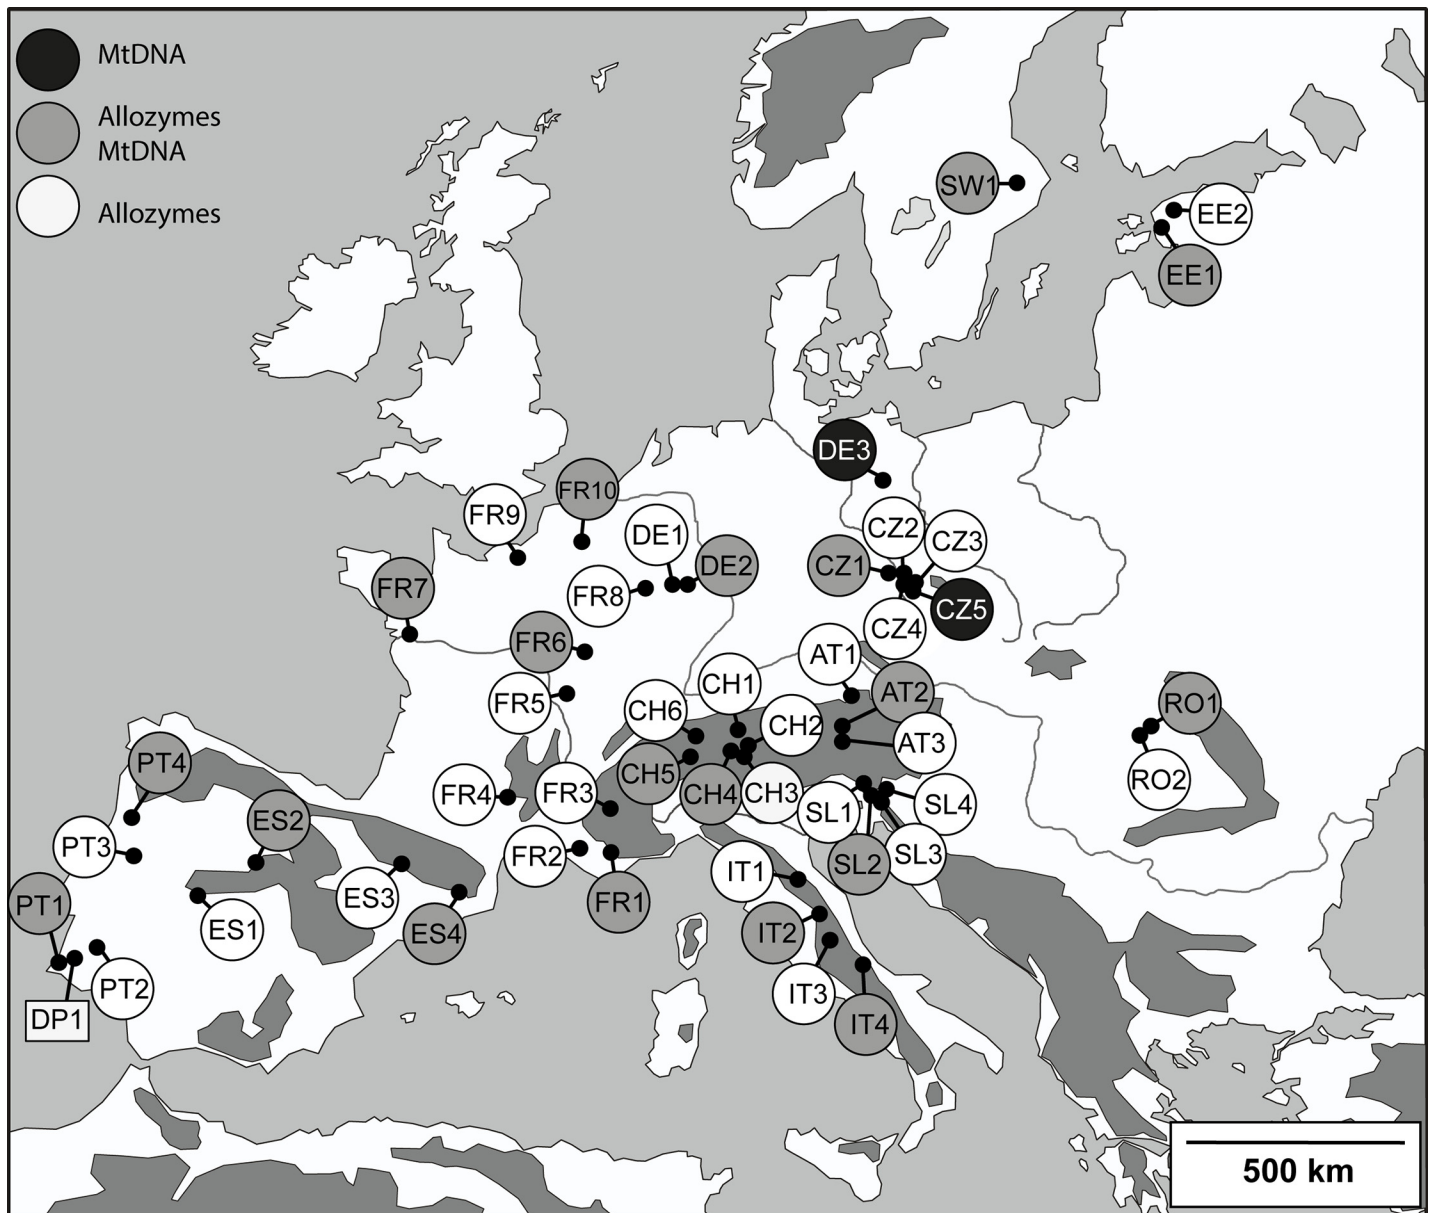 MtDNA
Allozymes
MtDNA
Allozymes
SW1
EE2
EE1
DE3
FR10
FR9
CZ2
DE1
CZ3
DE2
CZ1
FR7
FR8
CZ5
CZ4
FR6
AT1
CH1
AT2
FR5
RO1
CH6
CH2
AT3
PT4
CH5
RO2
FR4
FR3
CH4
CH3
SL4
SL1
ES2
PT3
FR2
SL3
SL2
IT1
ES3
FR1
PT1
ES1
ES4
IT2
PT2
IT3
DP1
IT4
500 km